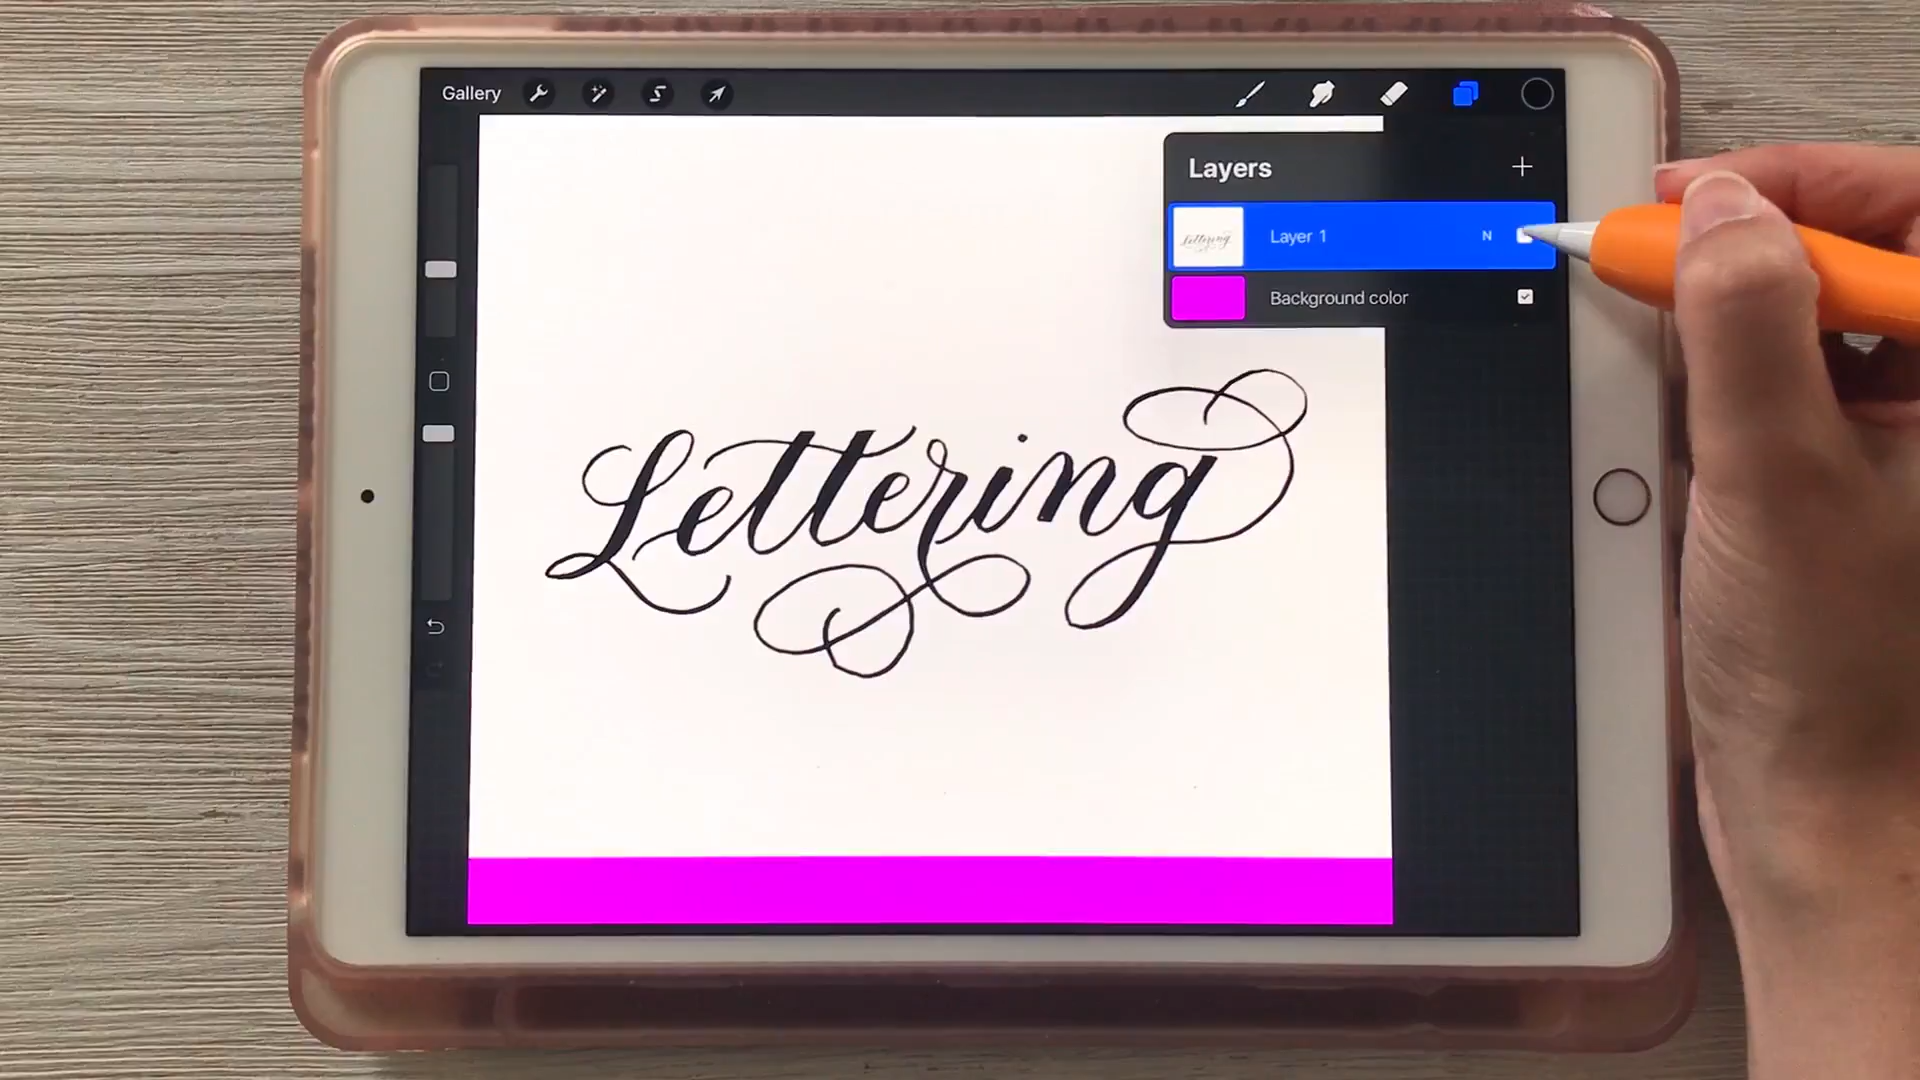 Gallery
Layers
Layer 1 N
Background color
Lettering